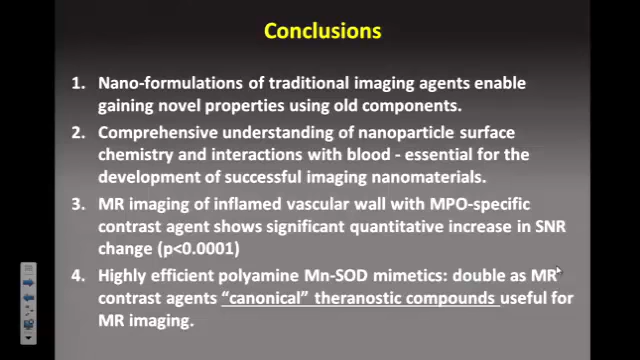 Conclusions
1. Nano-formulations of traditional imaging agents enable
gaining novel properties using old components.
2. Comprehensive understanding of nanoparticle surface
chemistry and interactions with blood - essential for the
development of successful imaging nanomaterials.
3. MR imaging of inflamed vascular wall with MPO-specific
contrast agent shows significant quantitative increase in SNR
change (p<0.0001)
4. Highly efficient polyamine Mn-SOD mimetics: double as MR
contrast agents “canonical” theranostic compounds useful for
MR imaging.